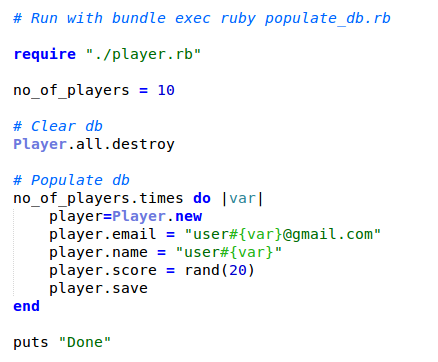 # Run with bundle exec ruby populate_db.rb
require "./player.rb"
no_of_players = 10
# Clear db
Player.all.destroy
# Populate db
no_of_players.times do |var|
    player=Player.new
    player.email = "user#{var}@gmail.com"
    player.name = "user#{var}"
    player.score = rand(20)
    player.save
end
puts "Done"